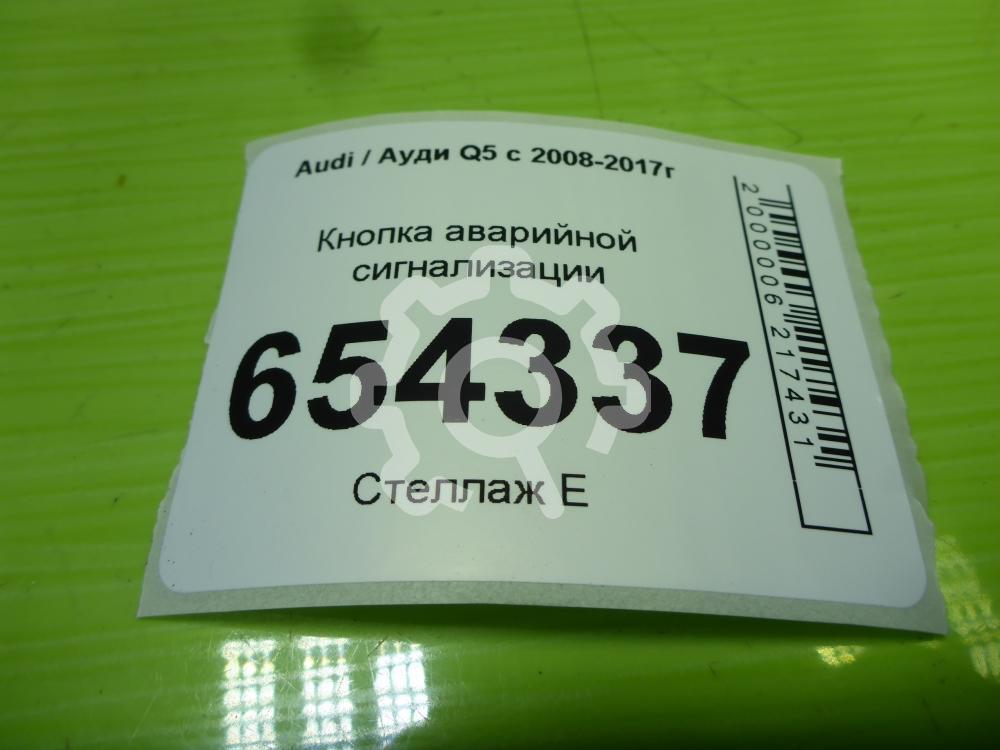 Audi / Ауди Q5 с 2008-2017г
Кнопка аварийной
сигнализации
654337
Стеллаж Е
2000006217431